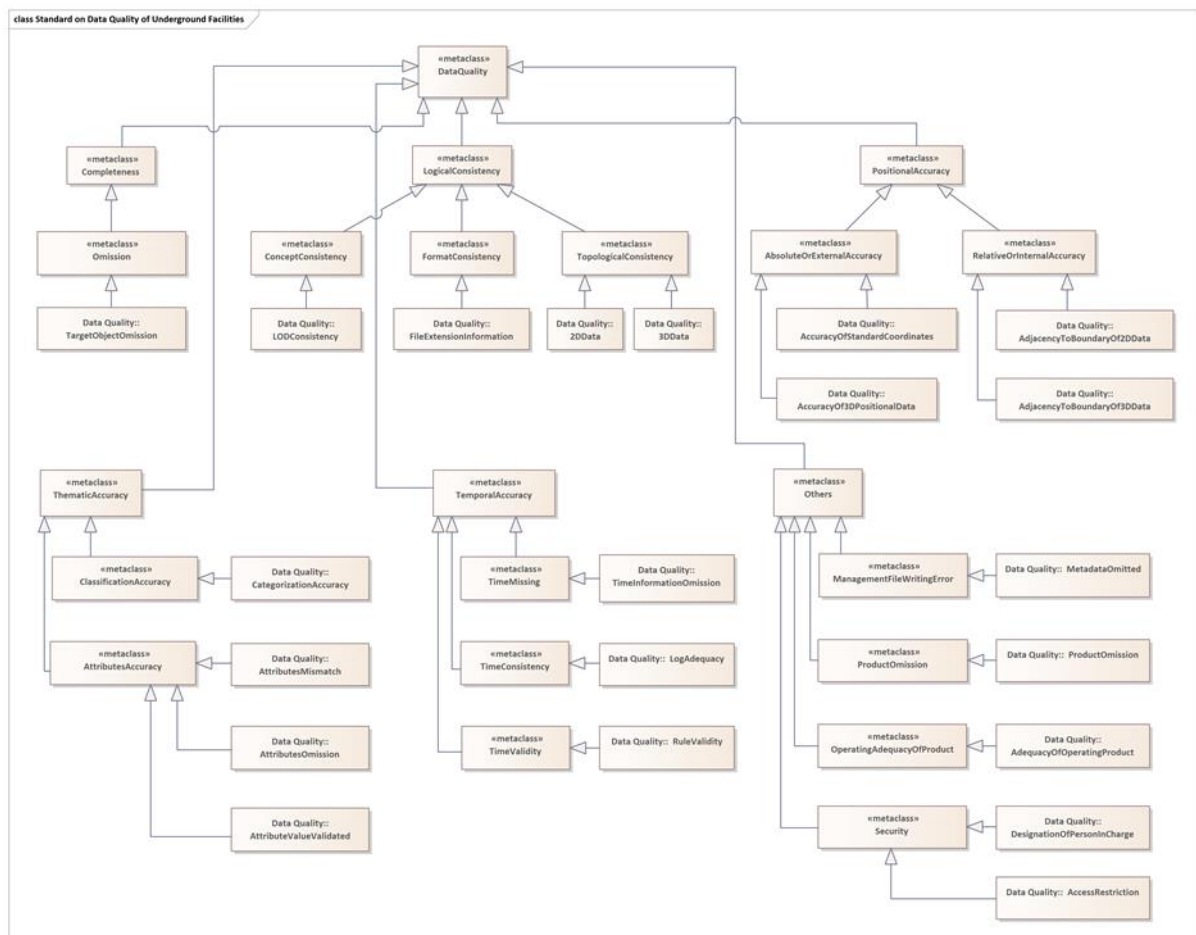 class Standard on Data Quality of Underground Facilities
«metaclass»
DataQuality
«metaclass»
Completeness
«metaclass»
LogicalConsistency
«metaclass»
PositionalAccuracy
«metaclass»
Omission
«metaclass»
ConceptConsistency
«metaclass»
FormatConsistency
«metaclass»
TopologicalConsistency
«metaclass»
AbsoluteOrExternalAccuracy
«metaclass»
RelativeOrInternalAccuracy
Data Quality::
TargetObjectOmission
Data Quality::
LODConsistency
Data Quality::
FileExtensionInformation
Data Quality::
2DData
Data Quality::
3DData
Data Quality::
AccuracyOfStandardCoordinates
Data Quality::
AdjacencyToBoundaryOf2DData
Data Quality::
AccuracyOf3DPositionalData
Data Quality::
AdjacencyToBoundaryOf3DData
«metaclass»
ThematicAccuracy
«metaclass»
TemporalAccuracy
«metaclass»
Others
«metaclass»
ClassificationAccuracy
Data Quality::
CategorizationAccuracy
«metaclass»
TimeMissing
Data Quality::
TimeInformationOmission
«metaclass»
ManagementFileWritingError
Data Quality:: MetadataOmitted
«metaclass»
AttributesAccuracy
Data Quality::
AttributesMismatch
«metaclass»
TimeConsistency
Data Quality:: LogAdequacy
«metaclass»
ProductOmission
Data Quality:: ProductOmission
Data Quality::
AttributesOmission
«metaclass»
TimeValidity
Data Quality:: RuleValidity
«metaclass»
OperatingAdequacyOfProduct
Data Quality::
AdequacyOfOperatingProduct
Data Quality::
AttributeValueValidated
«metaclass»
Security
Data Quality::
DesignationOfPersonInCharge
Data Quality:: AccessRestriction